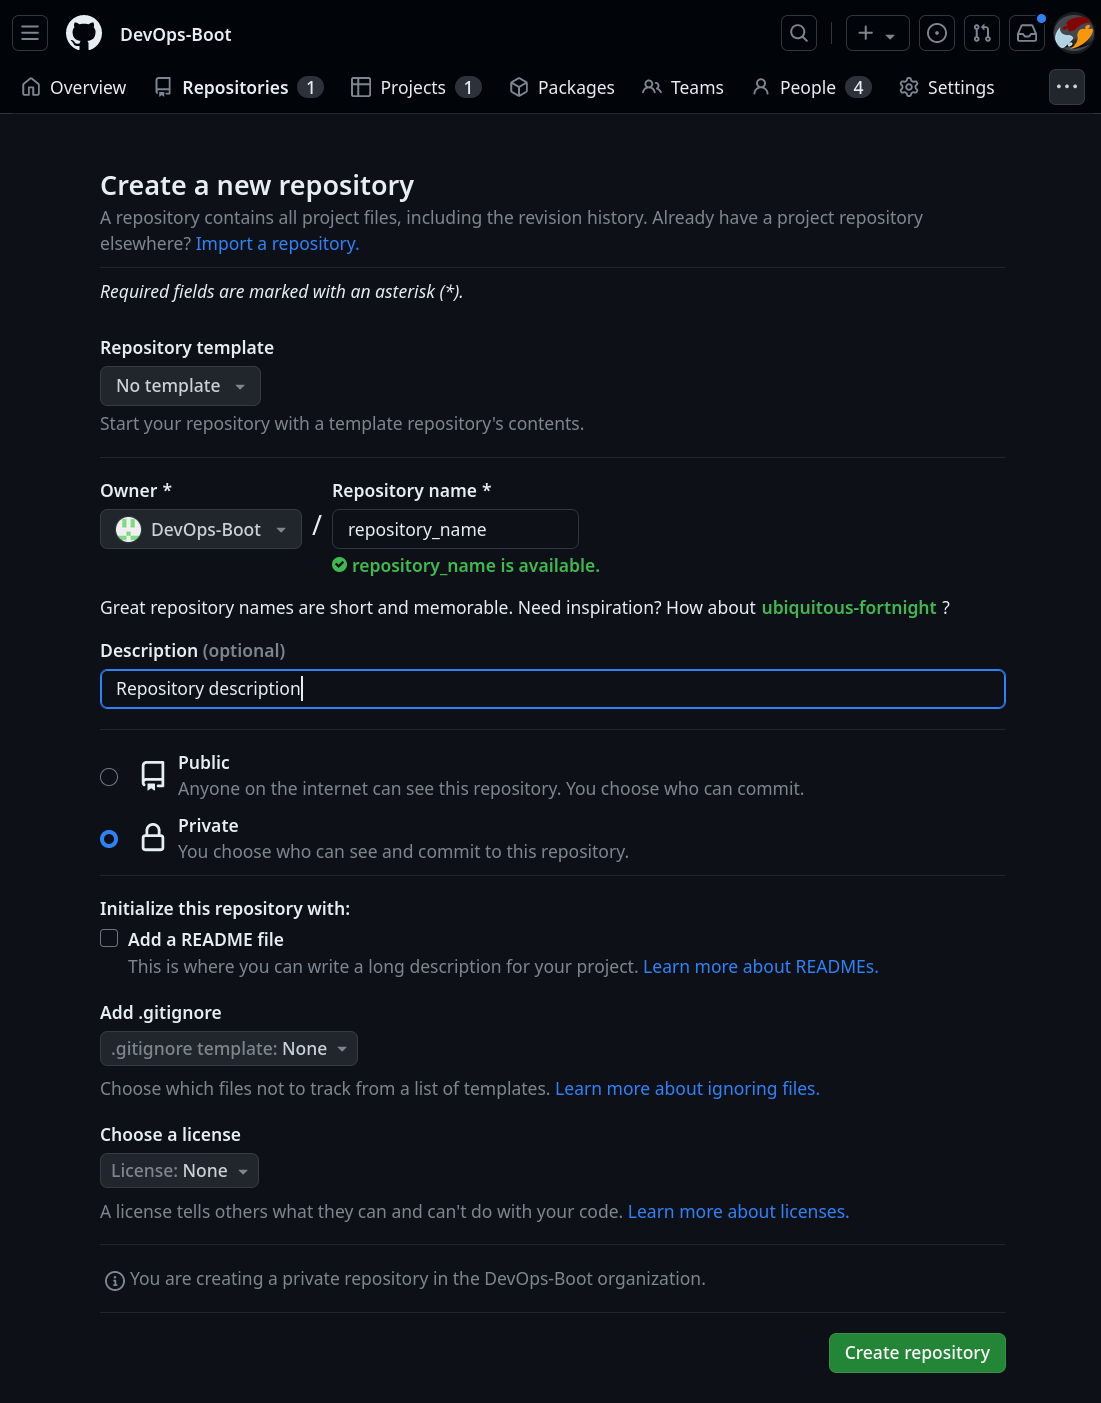 DevOps-Boot
Overview Repositories 1 Projects 1 Packages Teams People 4 Settings
Create a new repository
A repository contains all project files, including the revision history. Already have a project repository
elsewhere? Import a repository.
Required fields are marked with an asterisk (*).
Repository template
No template
Start your repository with a template repository's contents.
Owner * Repository name *
DevOps-Boot / repository_name
repository_name is available.
Great repository names are short and memorable. Need inspiration? How about ubiquitous-fortnight ?
Description (optional)
Repository description
Public
Anyone on the internet can see this repository. You choose who can commit.
Private
You choose who can see and commit to this repository.
Initialize this repository with:
Add a README file
This is where you can write a long description for your project. Learn more about READMEs.
Add .gitignore
.gitignore template: None
Choose which files not to track from a list of templates. Learn more about ignoring files.
Choose a license
License: None
A license tells others what they can and can't do with your code. Learn more about licenses.
You are creating a private repository in the DevOps-Boot organization.
Create repository